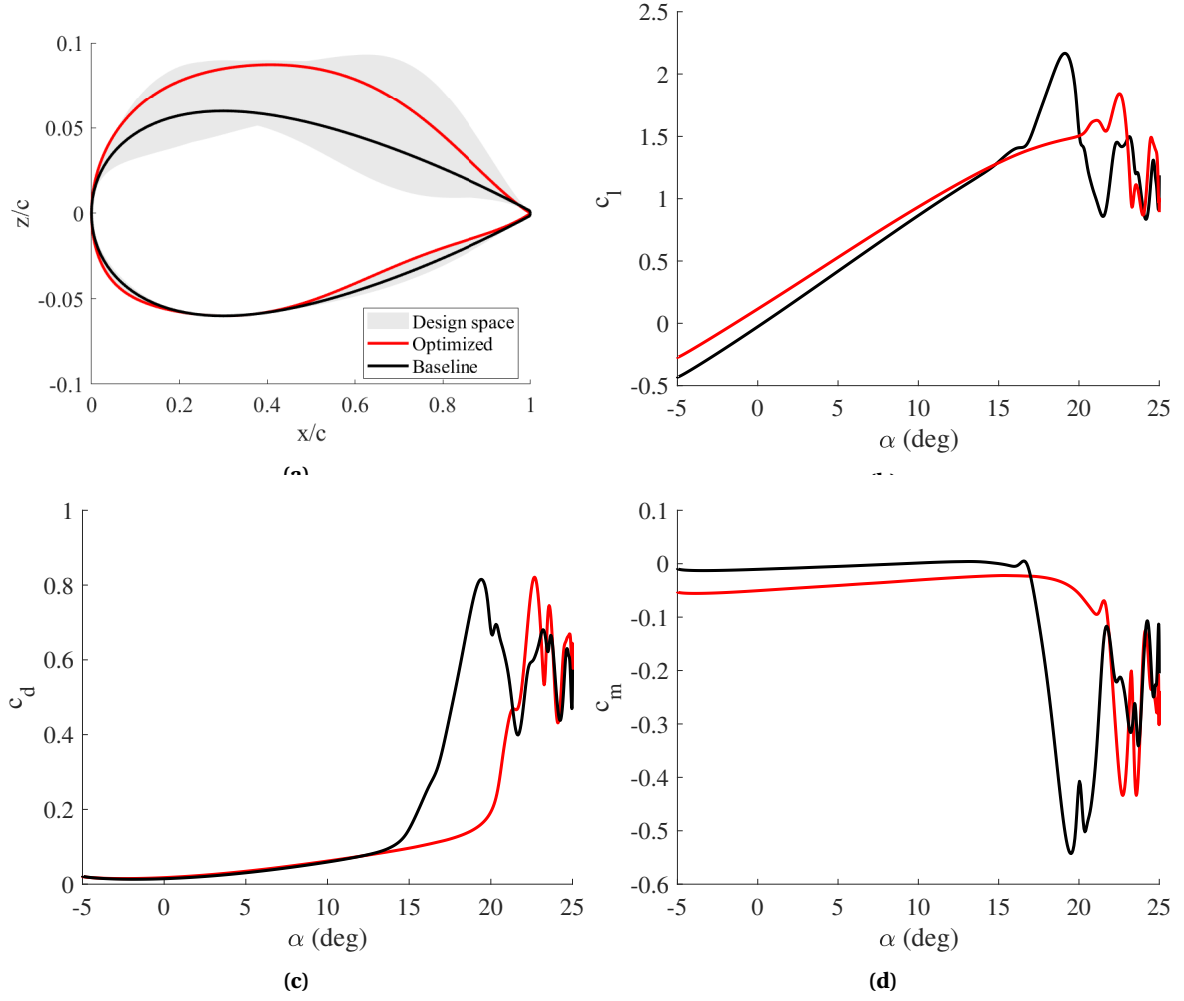 0.1
0.05
0
-0.05
-0.1
z/c
0 0.2 0.4 0.6 0.8 1
x/c
Design space
Optimized
Baseline
(a)
2.5
2
1.5
1
0.5
0
-0.5
c_l
-5 0 5 10 15 20 25
α (deg)
1
0.8
0.6
0.4
0.2
0
c_d
-5 0 5 10 15 20 25
α (deg)
(c)
0.1
0
-0.1
-0.2
-0.3
-0.4
-0.5
-0.6
c_m
-5 0 5 10 15 20 25
α (deg)
(d)